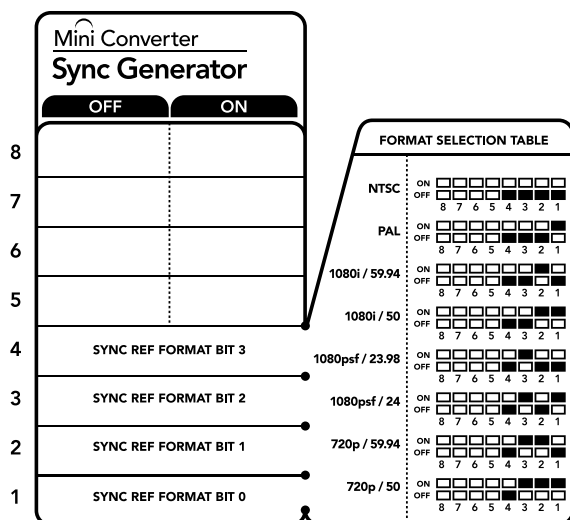 Mini Converter
Sync Generator
OFF ON
8
7
6
5
4 SYNC REF FORMAT BIT 3
3 SYNC REF FORMAT BIT 2
2 SYNC REF FORMAT BIT 1
1 SYNC REF FORMAT BIT 0
FORMAT SELECTION TABLE
NTSC ON
OFF
8 7 6 5 4 3 2 1
PAL ON
OFF
8 7 6 5 4 3 2 1
1080i / 59.94 ON
OFF
8 7 6 5 4 3 2 1
1080i / 50 ON
OFF
8 7 6 5 4 3 2 1
1080psf / 23.98 ON
OFF
8 7 6 5 4 3 2 1
1080psf / 24 ON
OFF
8 7 6 5 4 3 2 1
720p / 59.94 ON
OFF
8 7 6 5 4 3 2 1
720p / 50 ON
OFF
8 7 6 5 4 3 2 1